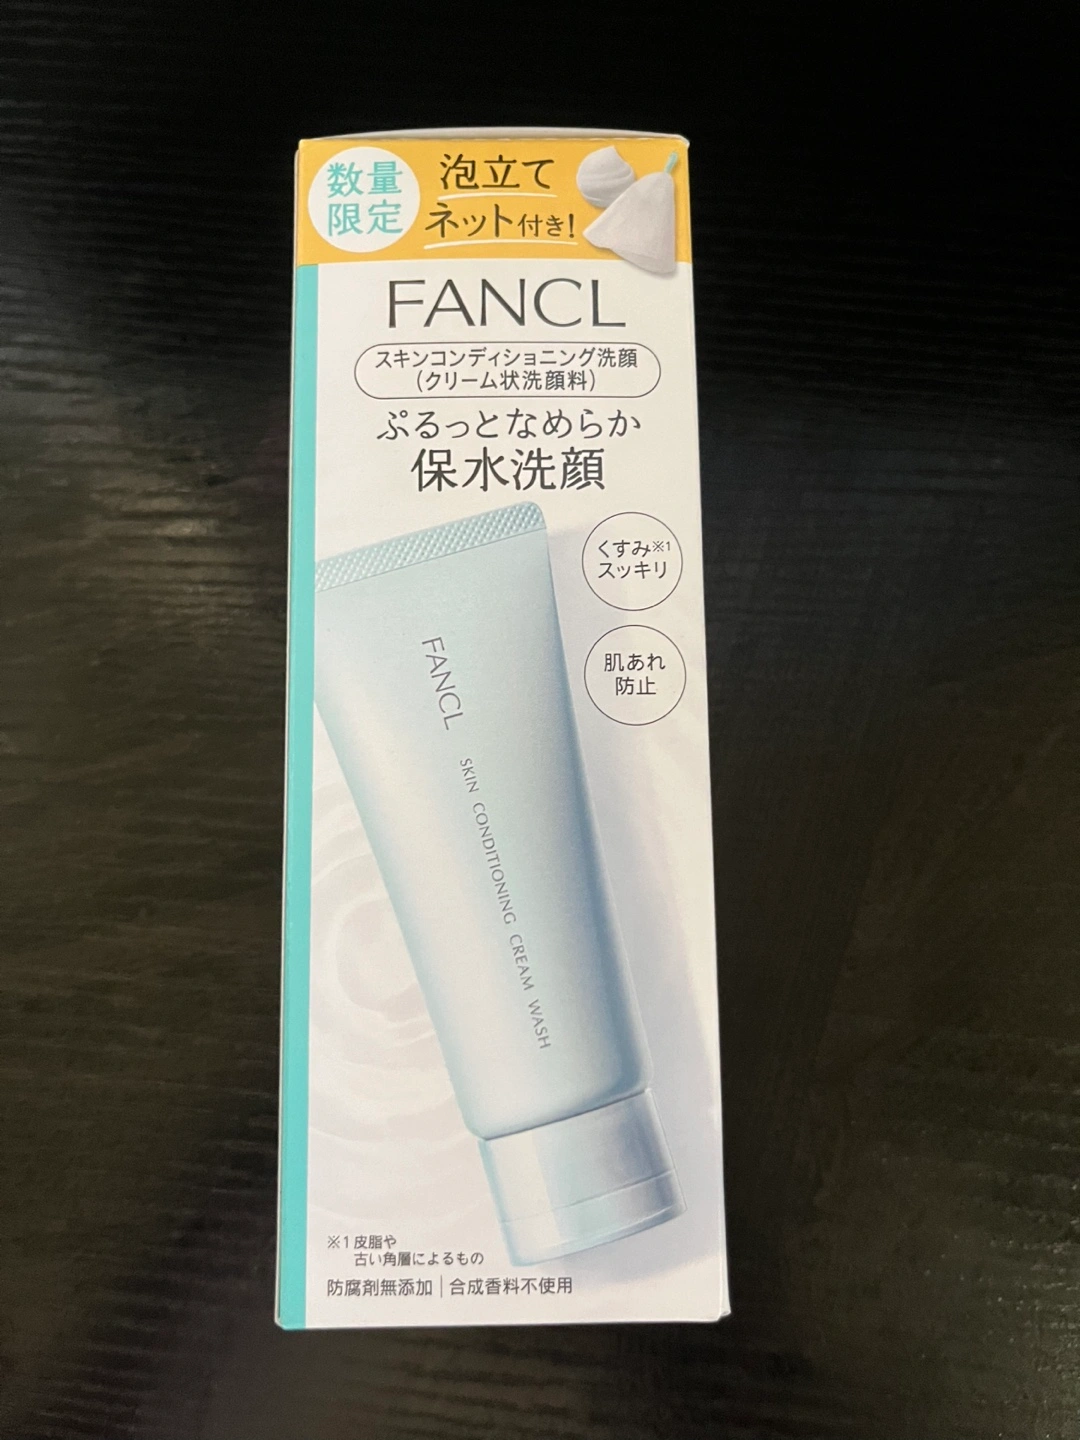 数量
限定
泡立て
ネット付き!
FANCL
スキンコンディショニング洗顔
(クリーム状洗顔料)
ぷるっとなめらか
保水洗顔
くすみ※1
スッキリ
肌あれ
防止
FANCL
SKIN CONDITIONING CREAM WASH
※1 皮脂や
古い角層によるもの
防腐剤無添加 | 合成香料不使用